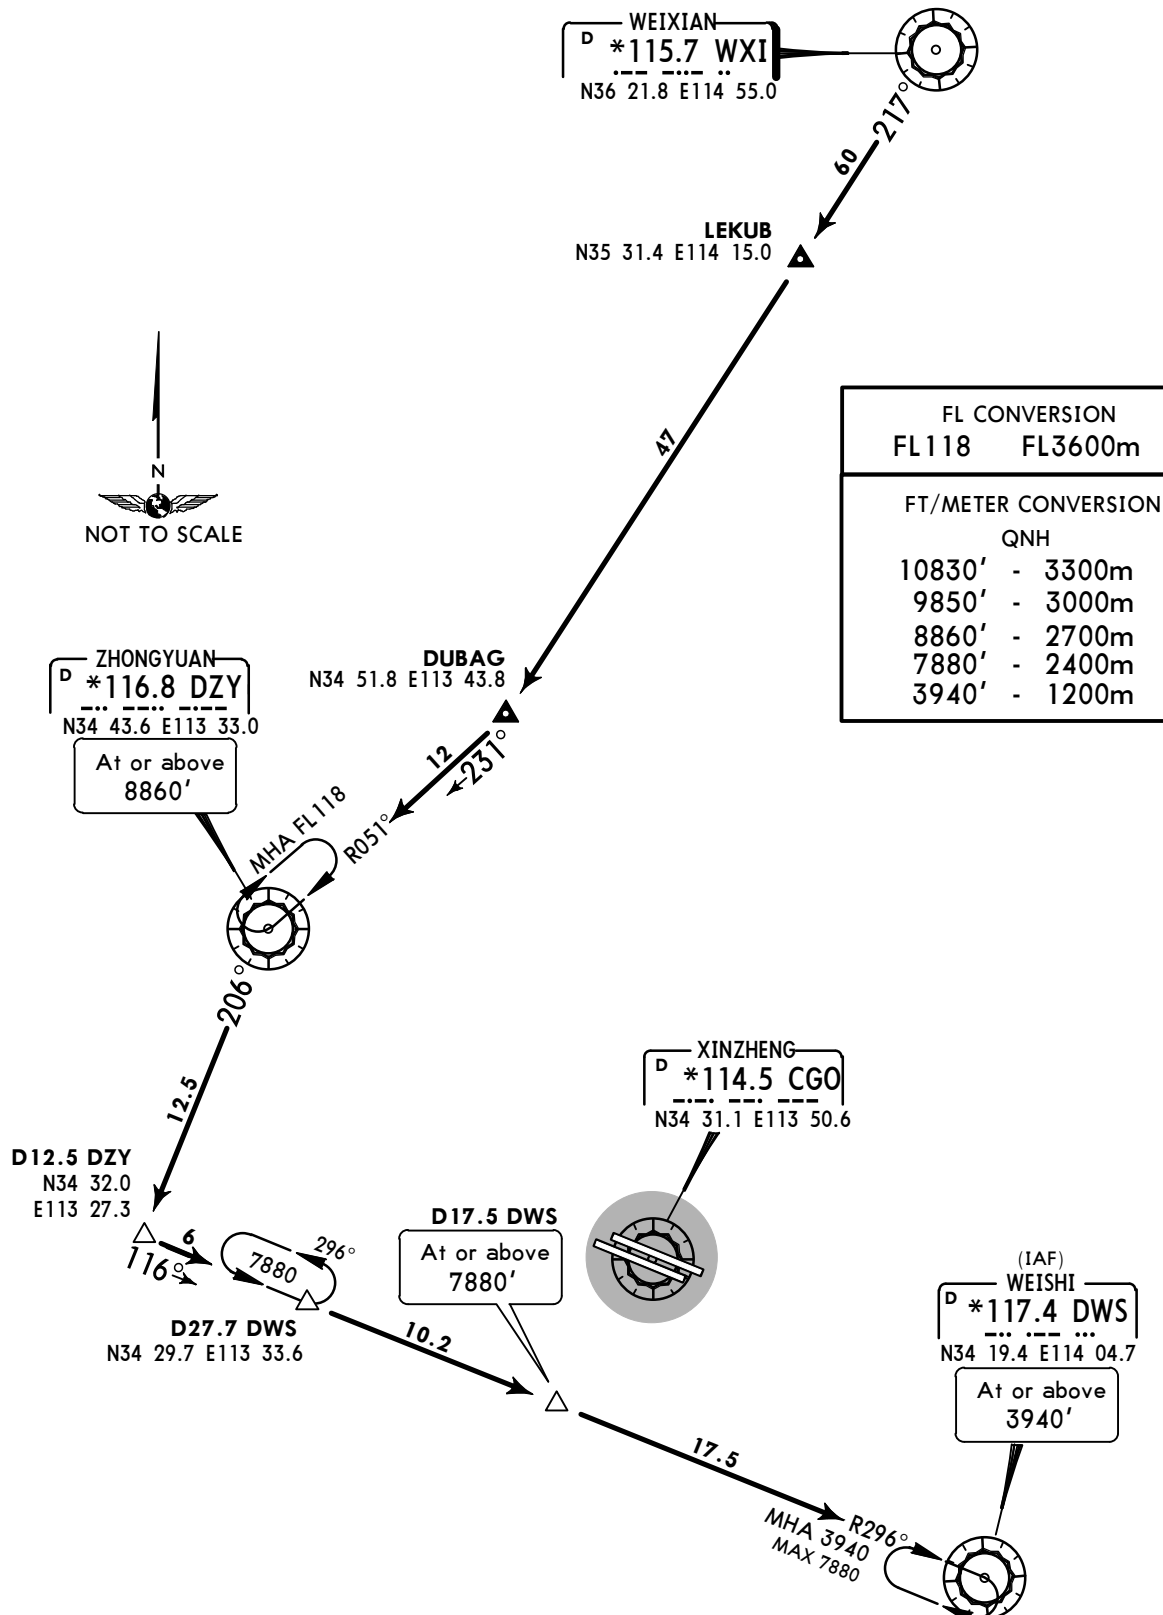 WEIXIAN
D *115.7 WXI
N36 21.8 E114 55.0
217°
60
LEKUB
N35 31.4 E114 15.0
47
N
NOT TO SCALE
FL CONVERSION
FL118 FL3600m
FT/METER CONVERSION
QNH
10830' - 3300m
9850' - 3000m
8860' - 2700m
7880' - 2400m
3940' - 1200m
ZHONGYUAN
D *116.8 DZY
N34 43.6 E113 33.0
At or above
8860'
DUBAG
N34 51.8 E113 43.8
12
231°
R051°
MHA FL118
206°
12.5
D12.5 DZY
N34 32.0
E113 27.3
6
116°
7880
296°
D27.7 DWS
N34 29.7 E113 33.6
10.2
D17.5 DWS
At or above
7880'
XINZHENG
D *114.5 CGO
N34 31.1 E113 50.6
17.5
(IAF)
WEISHI
D *117.4 DWS
N34 19.4 E114 04.7
At or above
3940'
R296°
MHA 3940
MAX 7880